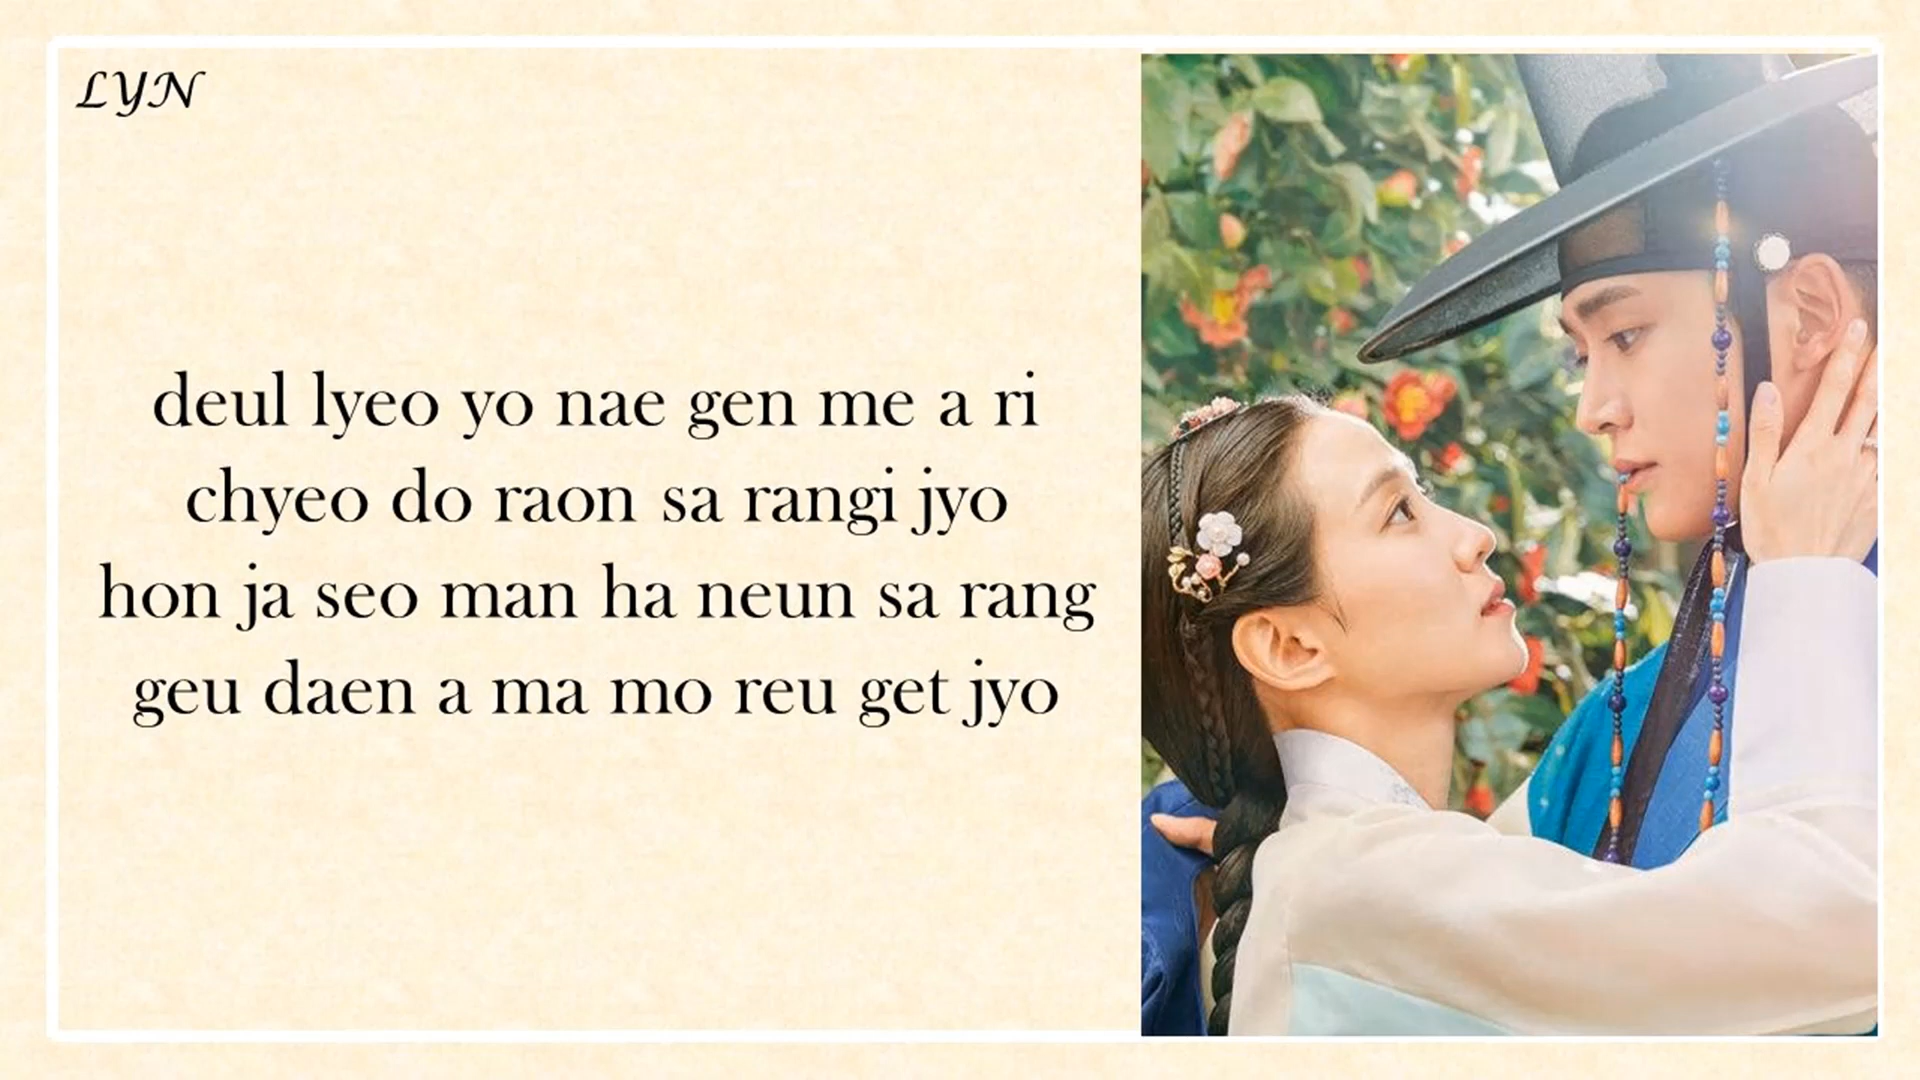 LYN
deul lyeo yo nae gen me a ri
chyeo do raon sa rangi jyo
hon ja seo man ha neun sa rang
geu daen a ma mo reu get jyo